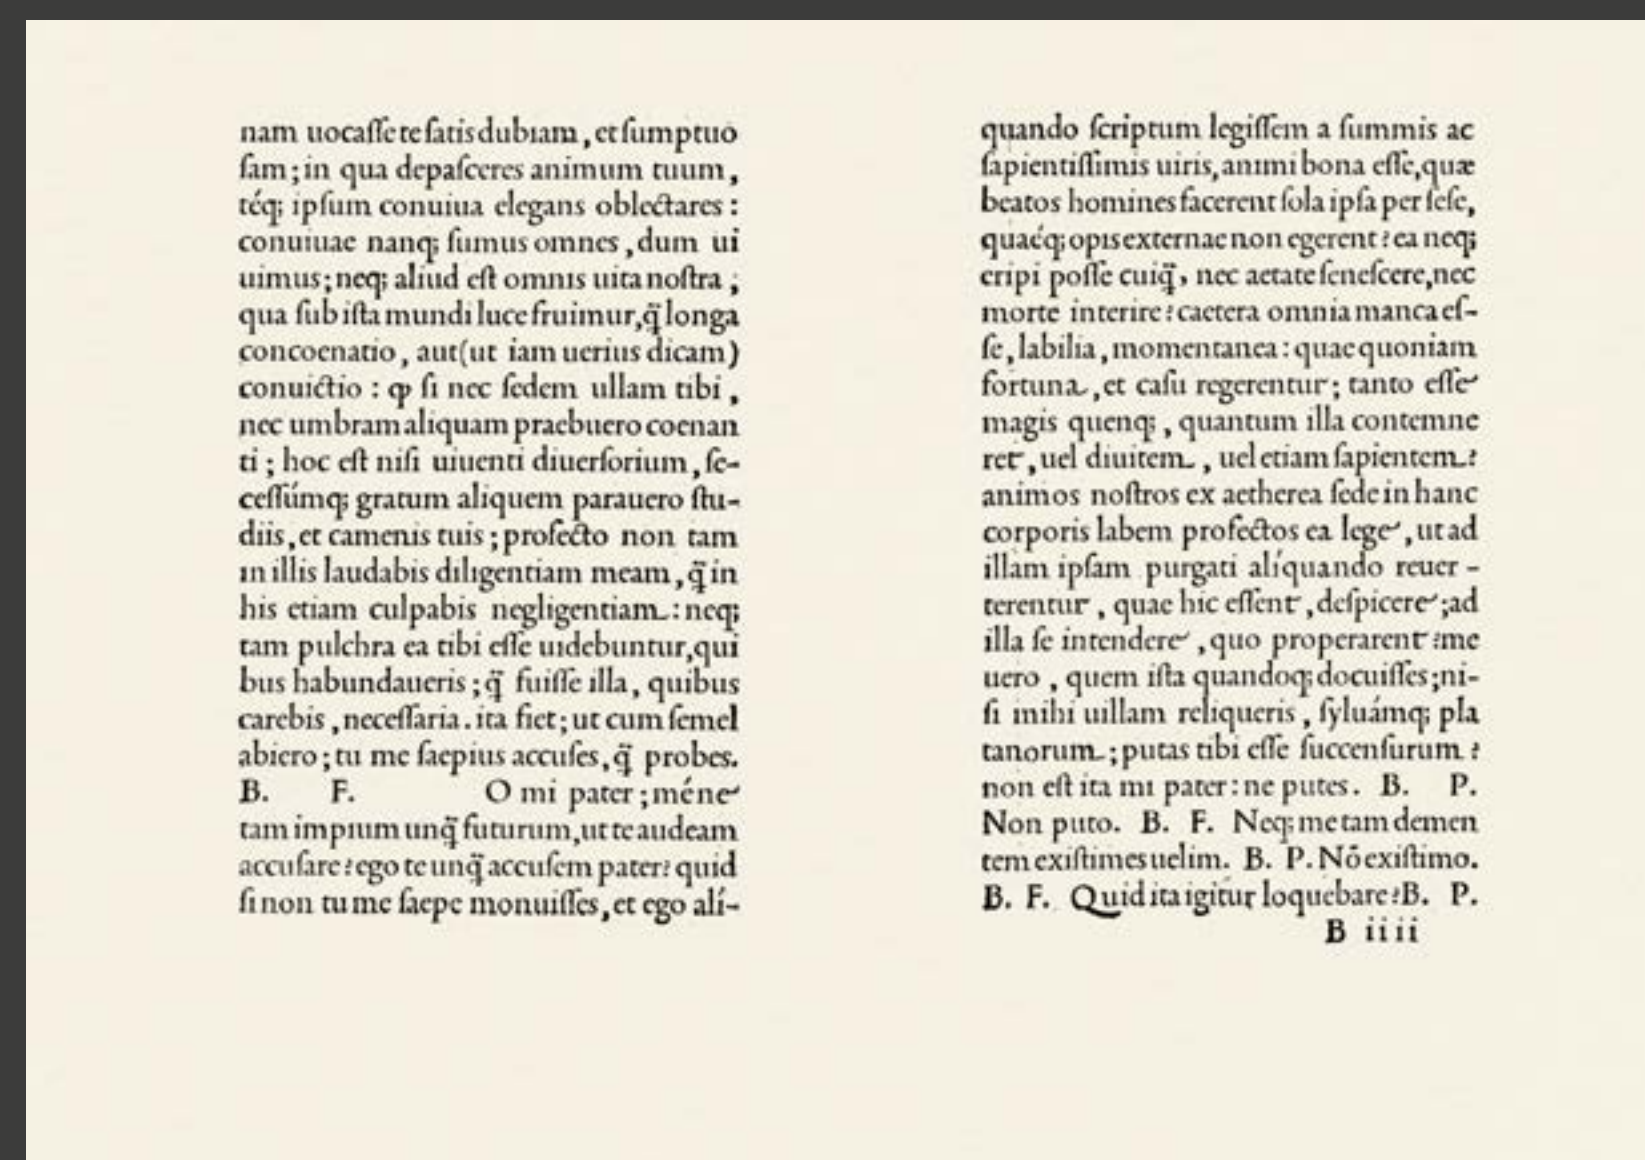 nam uocaſſe te ſatis dubiam, et ſumptuo
ſam; in qua depaſceres animum tuum,
téq; ipſum conuiua elegans oblectares:
conuiuae nanq; ſumus omnes, dum ui
uimus; neq; aliud eſt omnis uita noſtra;
qua ſub iſta mundi luce fruimur, q̃ longa
concoenatio, aut (ut iam uerius dicam)
conuictio: ꝙ ſi nec ſedem ullam tibi,
nec umbram aliquam praebuero coenan
ti; hoc eſt niſi uiuenti diuerſorium, ſe-
ceſſúmq; gratum aliquem parauero ſtu-
diis, et camenis tuis; profecto non tam
in illis laudabis diligentiam meam, q̃ in
his etiam culpabis negligentiam: neq;
tam pulchra ea tibi eſſe uidebuntur, qui
bus habundaueris; q̃ fuiſſe illa, quibus
carebis, neceſſaria. ita fiet; ut cum ſemel
abiero; tu me ſaepius accuſes, q̃ probes.
B. F. O mi pater; méne
tam impium unq̃ futurum, ut te audeam
accuſare? ego te unq̃ accuſem pater? quid
ſi non tu me ſaepe monuiſſes, et ego alí-
quando ſcriptum legiſſem a ſummis ac
ſapientiſſimis uiris, animi bona eſſe, quæ
beatos homines facerent ſola ipſa per ſeſe,
quaéq; opis externae non egerent? ea neq;
eripi poſſe cuiq̃, nec aetate ſeneſcere, nec
morte interire? caetera omnia manca eſ-
ſe, labilia, momentanea: quae quoniam
fortuna, et caſu regerentur; tanto eſſe
magis quenq;, quantum illa contemne
ret, uel diuitem, uel etiam ſapientem?
animos noſtros ex aetherea ſede in hanc
corporis labem profectos ea lege, ut ad
illam ipſam purgati alíquando reuer-
terentur, quae hic eſſent, deſpicere; ad
illa ſe intendere, quo properarent? me
uero, quem iſta quandoq; docuiſſes; ni-
ſi mihi uillam reliqueris, ſyluámq; pla
tanorum; putas tibi eſſe ſuccenſurum?
non eſt ita mi pater: ne putes. B. P.
Non puto. B. F. Neq; me tam demen
tem exiſtimes uelim. B. P. Nō exiſtimo.
B. F. Quid ita igitur loquebare? B. P.
B iiii